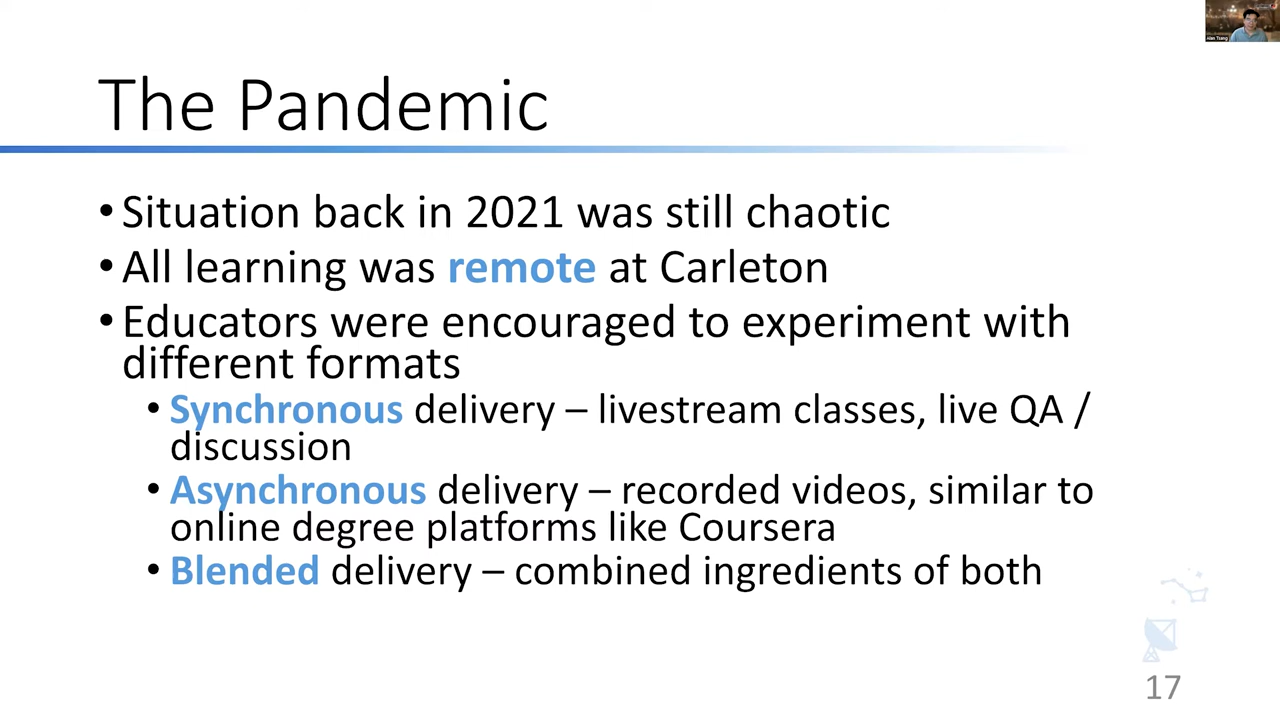 Alan Tsang
The Pandemic
• Situation back in 2021 was still chaotic
• All learning was remote at Carleton
• Educators were encouraged to experiment with
different formats
• Synchronous delivery – livestream classes, live QA /
discussion
• Asynchronous delivery – recorded videos, similar to
online degree platforms like Coursera
• Blended delivery – combined ingredients of both
17